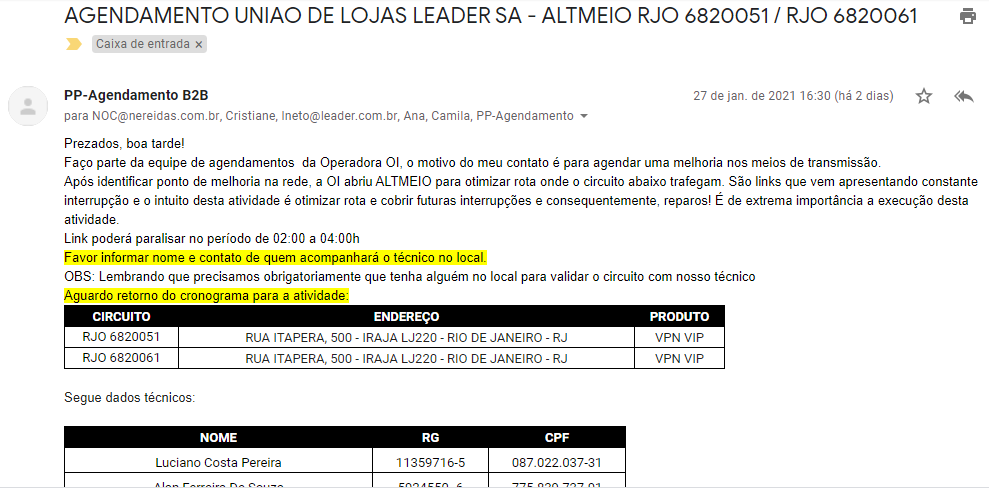 AGENDAMENTO UNIAO DE LOJAS LEADER SA - ALTMEIO RJO 6820051 / RJO 6820061
Caixa de entrada ×
PP-Agendamento B2B
27 de jan. de 2021 16:30 (há 2 dias)
para NOC@nereidas.com.br, Cristiane, lneto@leader.com.br, Ana, Camila, PP-Agendamento
Prezados, boa tarde!
Faço parte da equipe de agendamentos da Operadora OI, o motivo do meu contato é para agendar uma melhoria nos meios de transmissão.
Após identificar ponto de melhoria na rede, a OI abriu ALTMEIO para otimizar rota onde o circuito abaixo trafegam. São links que vem apresentando constante
interrupção e o intuito desta atividade é otimizar rota e cobrir futuras interrupções e consequentemente, reparos! É de extrema importância a execução desta
atividade.
Link poderá paralisar no período de 02:00 a 04:00h
Favor informar nome e contato de quem acompanhará o técnico no local.
OBS: Lembrando que precisamos obrigatoriamente que tenha alguém no local para validar o circuito com nosso técnico
Aguardo retorno do cronograma para a atividade:
CIRCUITO ENDEREÇO PRODUTO
RJO 6820051 RUA ITAPERA, 500 - IRAJA LJ220 - RIO DE JANEIRO - RJ VPN VIP
RJO 6820061 RUA ITAPERA, 500 - IRAJA LJ220 - RIO DE JANEIRO - RJ VPN VIP
Segue dados técnicos:
NOME RG CPF
Luciano Costa Pereira 11359716-5 087.022.037-31